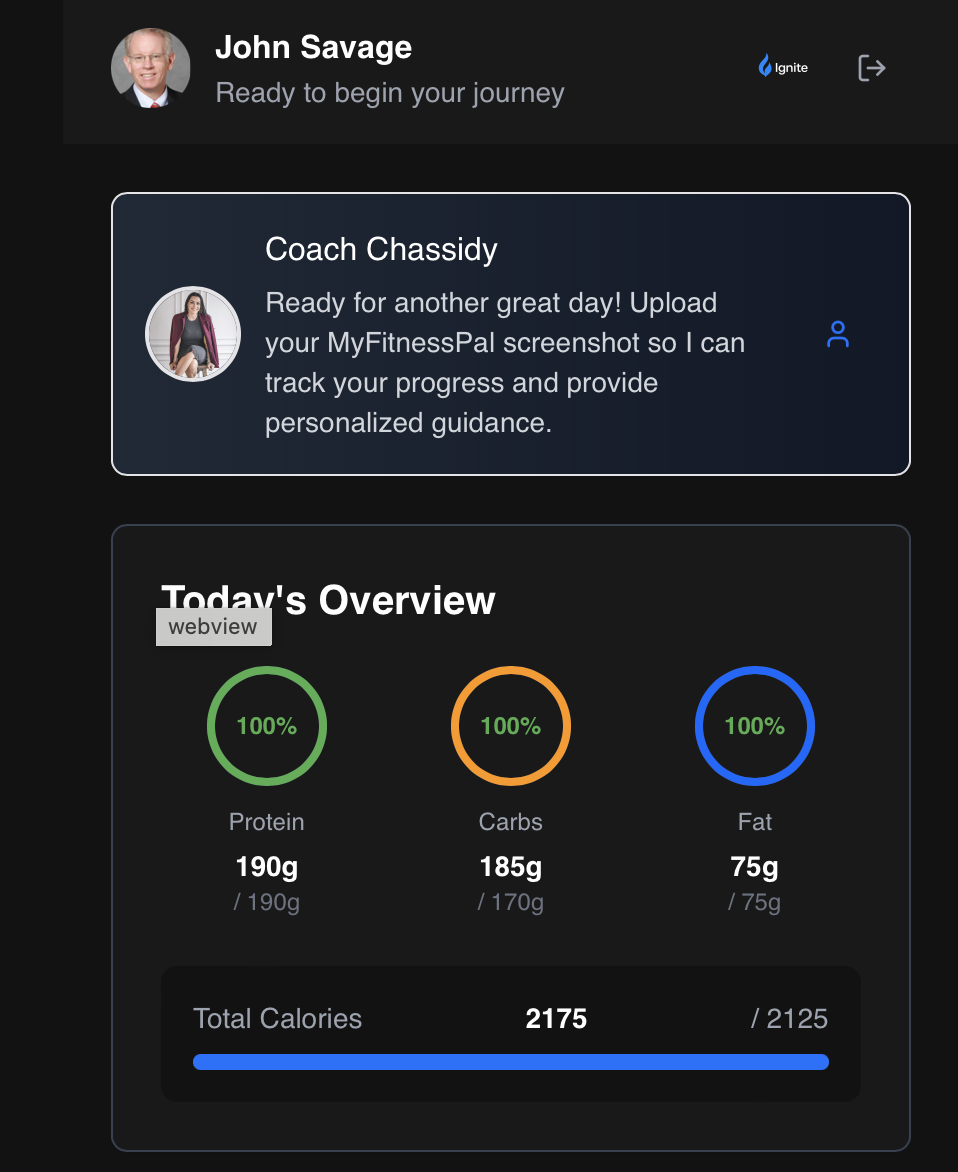 John Savage
Ready to begin your journey
Ignite
Coach Chassidy
Ready for another great day! Upload
your MyFitnessPal screenshot so I can
track your progress and provide
personalized guidance.
Today's Overview
webview
100% 100% 100%
Protein Carbs Fat
190g 185g 75g
/ 190g / 170g / 75g
Total Calories 2175 / 2125